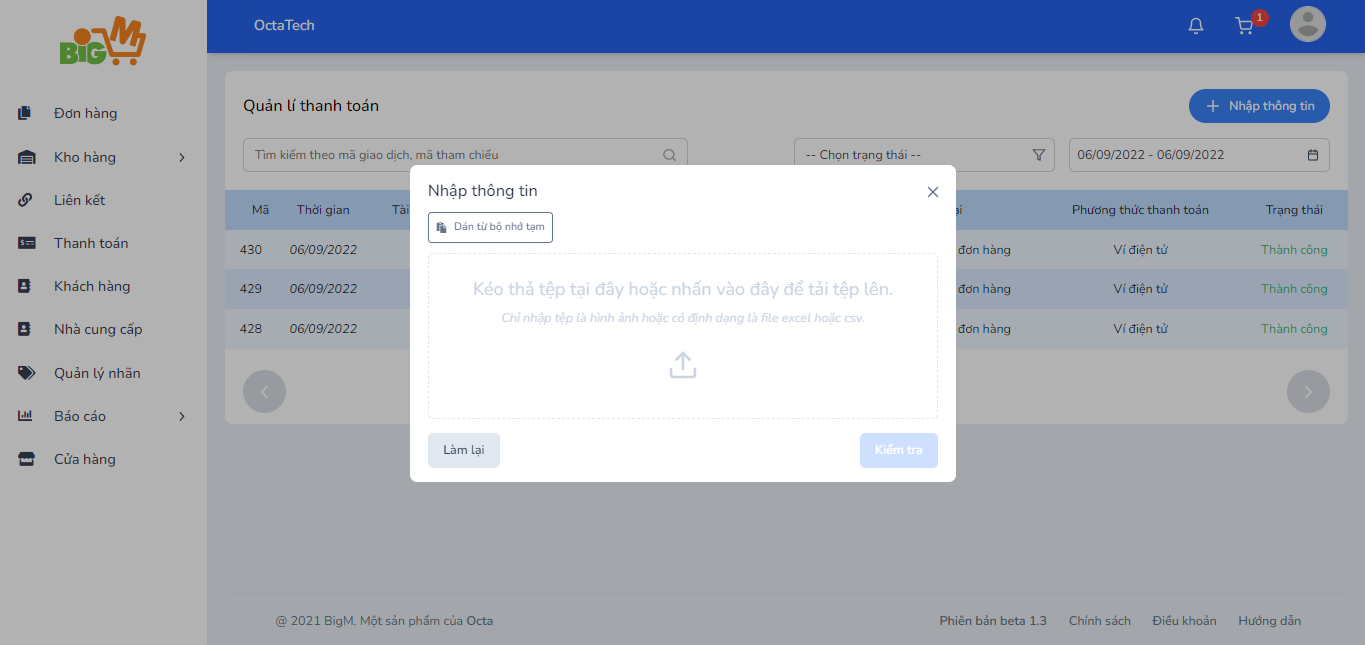 BIGM
OctaTech
1
Đơn hàng
Kho hàng
Liên kết
Thanh toán
Khách hàng
Nhà cung cấp
Quản lý nhãn
Báo cáo
Cửa hàng
Quản lí thanh toán
Nhập thông tin
Tìm kiếm theo mã giao dịch, mã tham chiếu
-- Chọn trạng thái --
06/09/2022 - 06/09/2022
Mã Thời gian Phương thức thanh toán Trạng thái
430 06/09/2022 đơn hàng Ví điện tử Thành công
429 06/09/2022 đơn hàng Ví điện tử Thành công
428 06/09/2022 đơn hàng Ví điện tử Thành công
Nhập thông tin
Dán từ bộ nhớ tạm
Kéo thả tệp tại đây hoặc nhấn vào đây để tải tệp lên.
Chỉ nhập tệp là hình ảnh hoặc có định dạng là file excel hoặc csv.
Làm lại
Kiểm tra
@ 2021 BigM. Một sản phẩm của Octa
Phiên bản beta 1.3 Chính sách Điều khoản Hướng dẫn